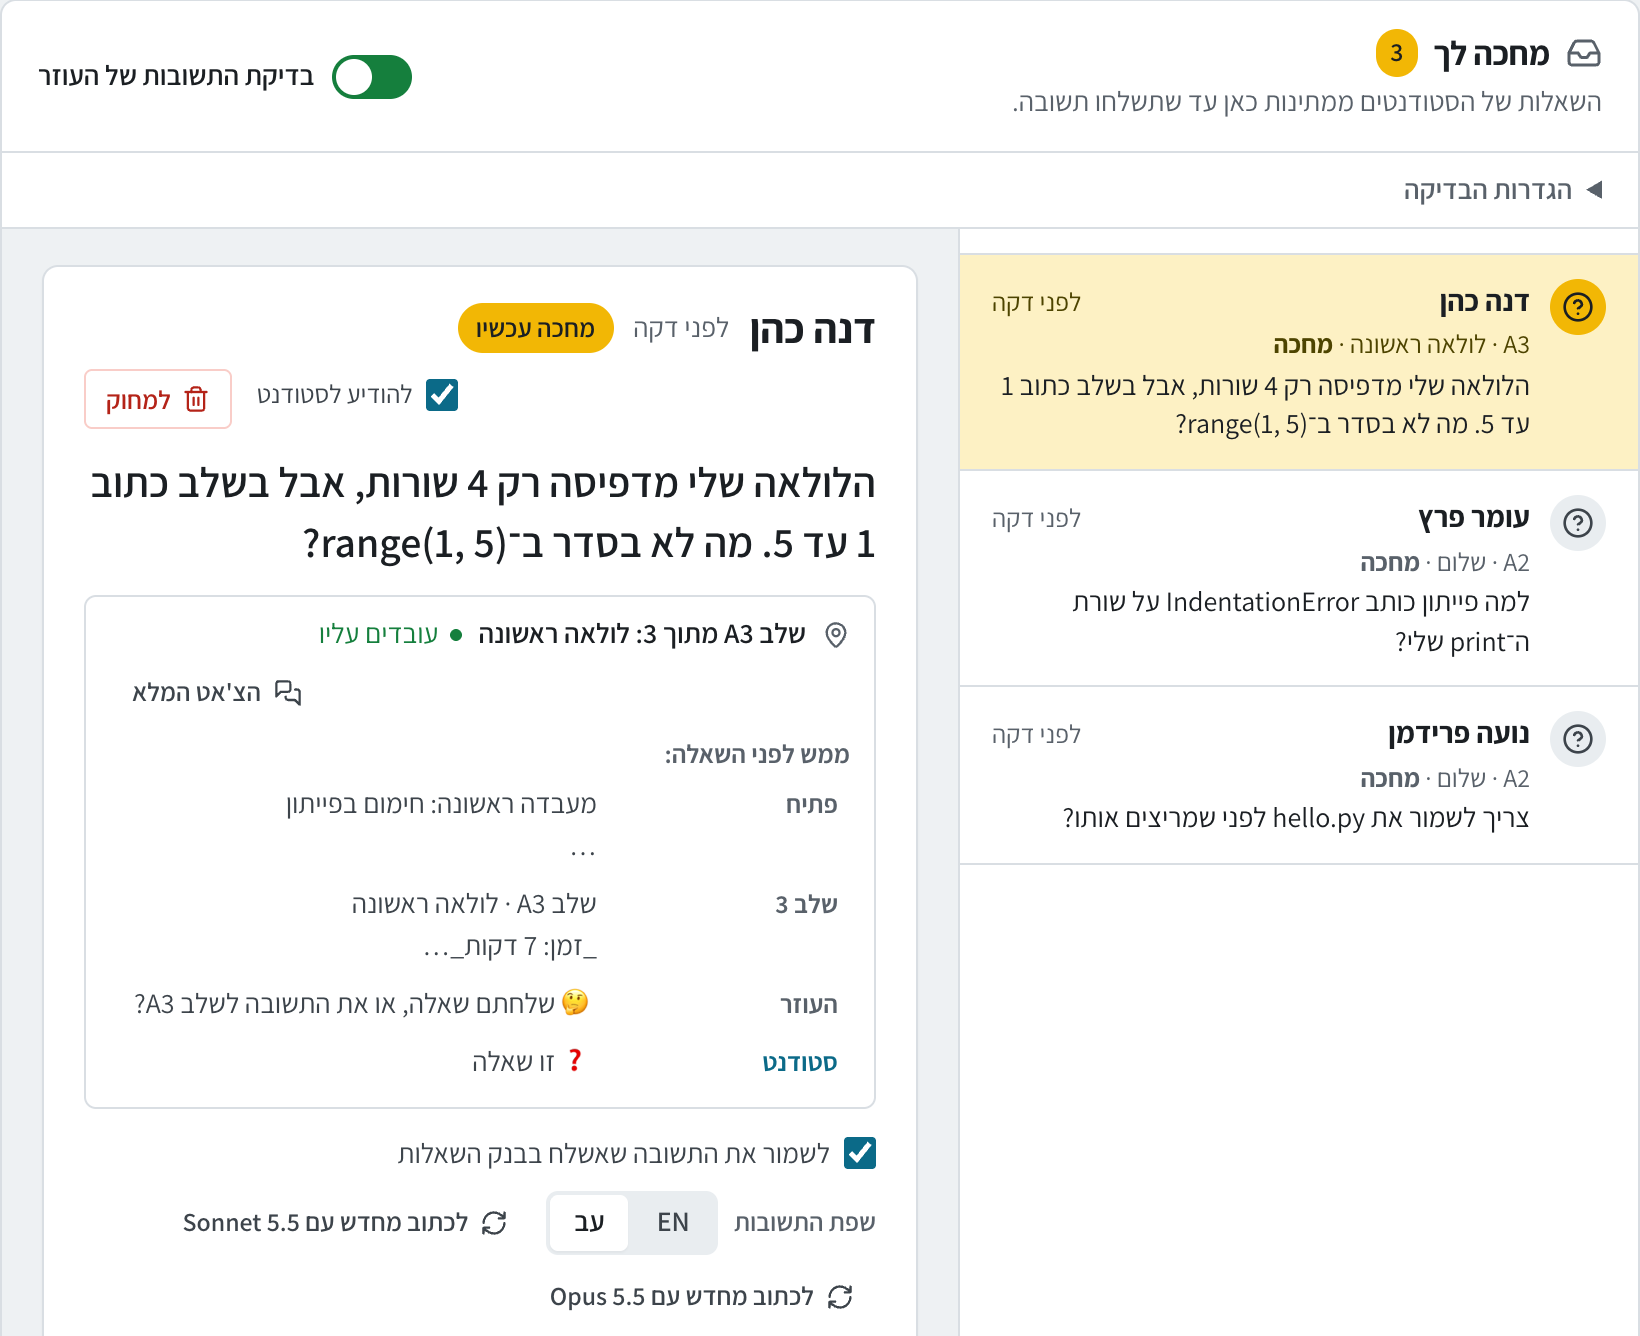 מחכה לך 3
השאלות של הסטודנטים ממתינות כאן עד שתשלחו תשובה.
בדיקת התשובות של העוזר
הגדרות הבדיקה
דנה כהן לפני דקה
A3 · לולאה ראשונה · מחכה
הלולאה שלי מדפיסה רק 4 שורות, אבל בשלב כתוב 1
עד 5. מה לא בסדר ב־range(1, 5)?
עומר פרץ לפני דקה
A2 · שלום · מחכה
למה פייתון כותב IndentationError על שורת
ה־print שלי?
נועה פרידמן לפני דקה
A2 · שלום · מחכה
צריך לשמור את hello.py לפני שמריצים אותו?
דנה כהן לפני דקה מחכה עכשיו
להודיע לסטודנט למחוק
הלולאה שלי מדפיסה רק 4 שורות, אבל בשלב כתוב
1 עד 5. מה לא בסדר ב־range(1, 5)?
שלב A3 מתוך 3: לולאה ראשונה ● עובדים עליו
הצ'אט המלא
ממש לפני השאלה:
פתיח מעבדה ראשונה: חימום בפייתון
…
שלב 3 שלב A3 · לולאה ראשונה
_זמן: 7 דקות_…
העוזר 🤔 שלחתם שאלה, או את התשובה לשלב A3?
סטודנט ❓ זו שאלה
לשמור את התשובה שאשלח בבנק השאלות
שפת התשובות EN עב לכתוב מחדש עם Sonnet 5.5
לכתוב מחדש עם Opus 5.5